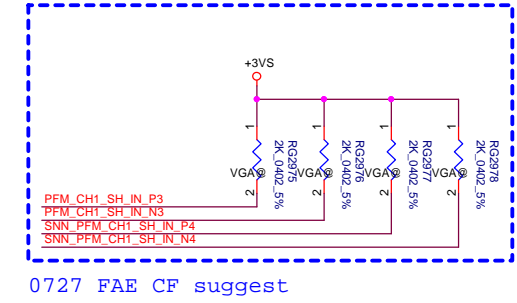 +3VS
1
1
1
1
RG2975
2K_0402_5%
RG2976
2K_0402_5%
RG2977
2K_0402_5%
RG2978
2K_0402_5%
VGA@
VGA@
VGA@
VGA@
2
2
2
2
PFM_CH1_SH_IN_P3
PFM_CH1_SH_IN_N3
SNN_PFM_CH1_SH_IN_P4
SNN_PFM_CH1_SH_IN_N4
0727 FAE CF suggest